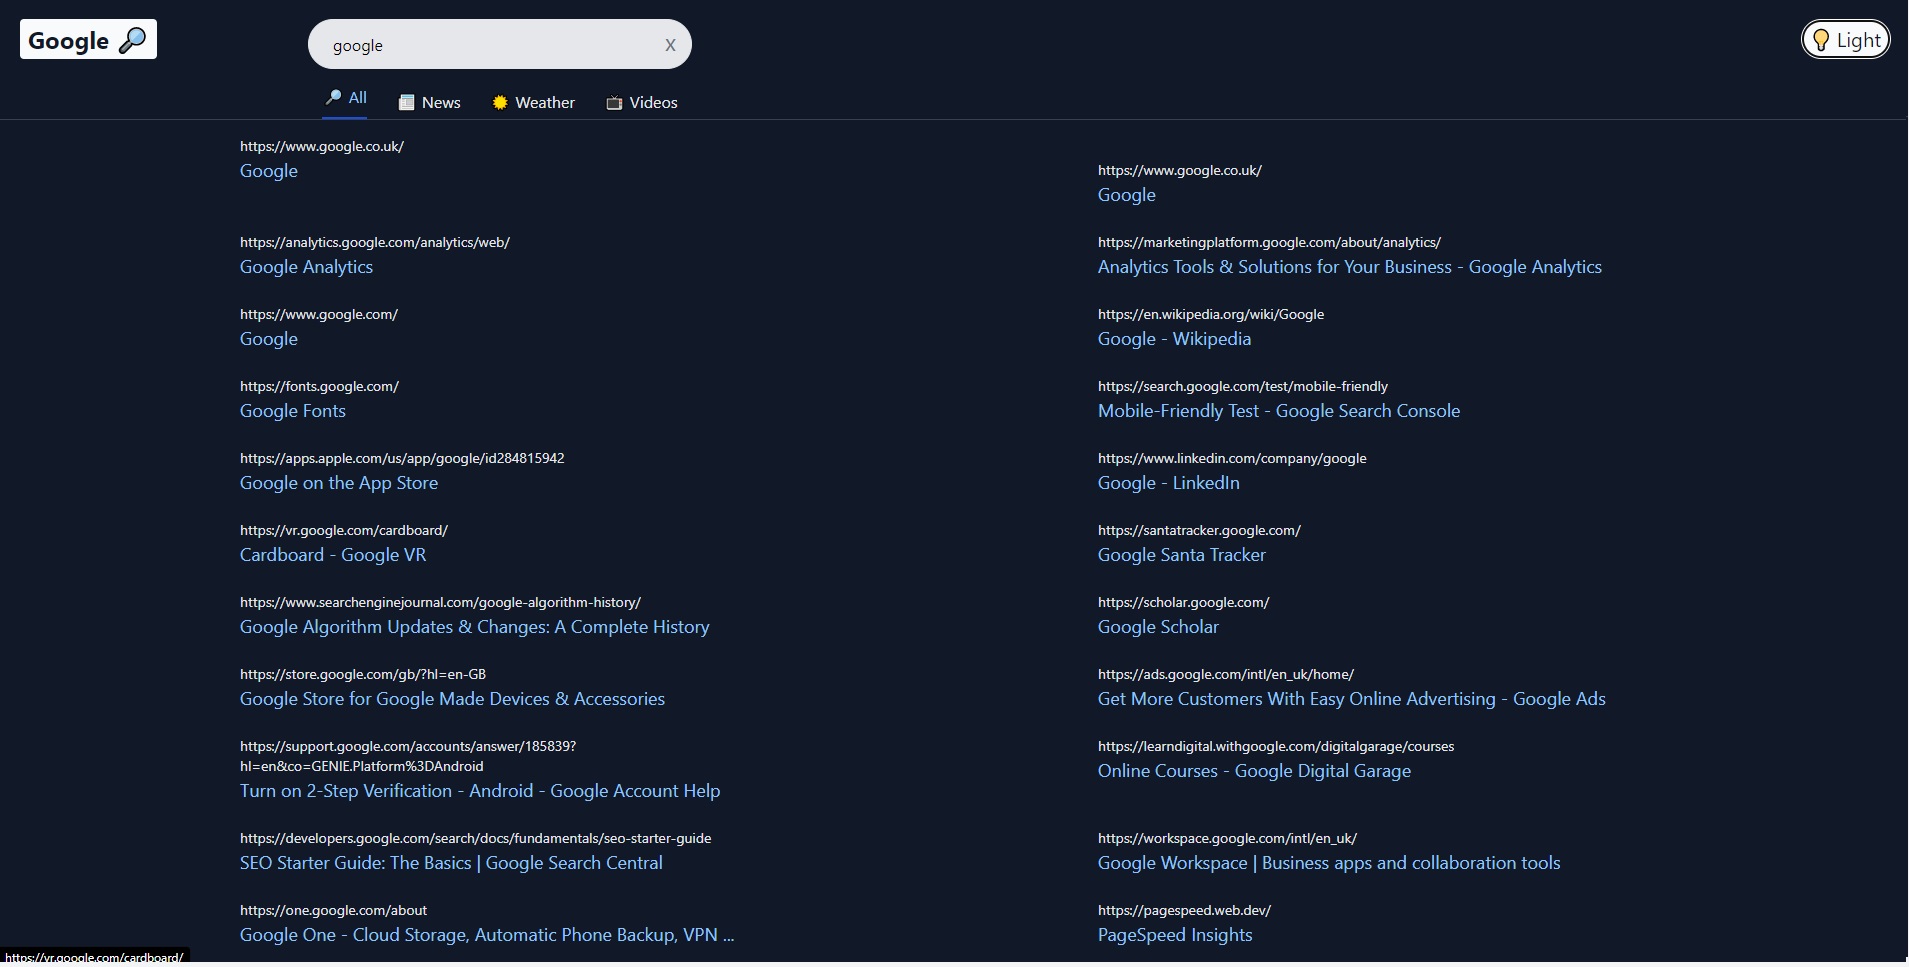 Google
google
X
Light
All
News
Weather
Videos
https://www.google.co.uk/
Google
https://www.google.co.uk/
Google
https://analytics.google.com/analytics/web/
Google Analytics
https://marketingplatform.google.com/about/analytics/
Analytics Tools & Solutions for Your Business - Google Analytics
https://www.google.com/
Google
https://en.wikipedia.org/wiki/Google
Google - Wikipedia
https://fonts.google.com/
Google Fonts
https://search.google.com/test/mobile-friendly
Mobile-Friendly Test - Google Search Console
https://apps.apple.com/us/app/google/id284815942
Google on the App Store
https://www.linkedin.com/company/google
Google - LinkedIn
https://vr.google.com/cardboard/
Cardboard - Google VR
https://santatracker.google.com/
Google Santa Tracker
https://www.searchenginejournal.com/google-algorithm-history/
Google Algorithm Updates & Changes: A Complete History
https://scholar.google.com/
Google Scholar
https://store.google.com/gb/?hl=en-GB
Google Store for Google Made Devices & Accessories
https://ads.google.com/intl/en_uk/home/
Get More Customers With Easy Online Advertising - Google Ads
https://support.google.com/accounts/answer/185839?
hl=en&co=GENIE.Platform%3DAndroid
Turn on 2-Step Verification - Android - Google Account Help
https://learndigital.withgoogle.com/digitalgarage/courses
Online Courses - Google Digital Garage
https://developers.google.com/search/docs/fundamentals/seo-starter-guide
SEO Starter Guide: The Basics | Google Search Central
https://workspace.google.com/intl/en_uk/
Google Workspace | Business apps and collaboration tools
https://one.google.com/about
Google One - Cloud Storage, Automatic Phone Backup, VPN ...
https://pagespeed.web.dev/
PageSpeed Insights
https://vr.google.com/cardboard/